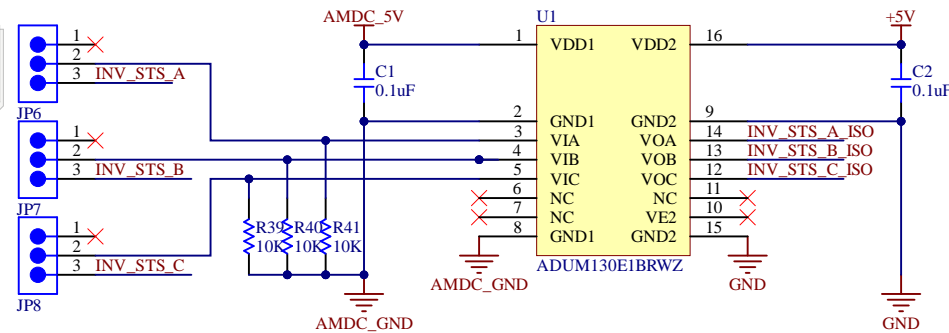 AMDC_5V
U1
+5V
JP6
1
2
3
INV_STS_A
JP7
1
2
3
INV_STS_B
JP8
1
2
3
INV_STS_C
C1
0.1uF
R39
10K
R40
10K
R41
10K
AMDC_GND
AMDC_GND
1 VDD1 VDD2 16
2 GND1 GND2 9
3 VIA VOA 14 INV_STS_A_ISO
4 VIB VOB 13 INV_STS_B_ISO
5 VIC VOC 12 INV_STS_C_ISO
6 NC NC 11
7 NC VE2 10
8 GND1 GND2 15
ADUM130E1BRWZ
GND
C2
0.1uF
GND